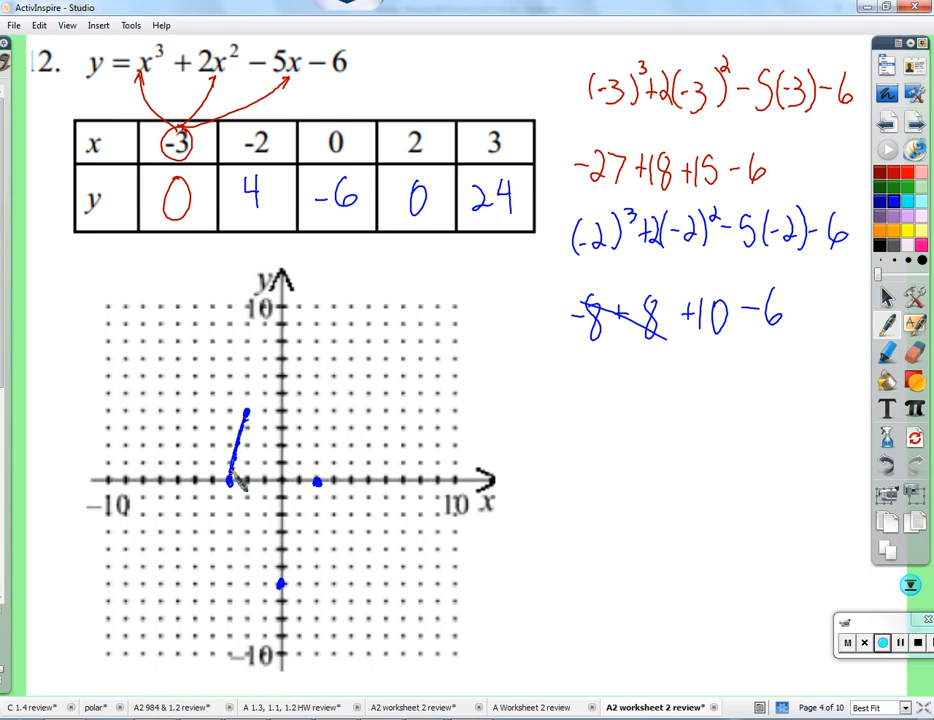 ActivInspire - Studio
File Edit View Insert Tools Help
12. y = x³ + 2x² − 5x − 6
x -3 -2 0 2 3
y 0 4 -6 0 24
(-3)³+2(-3)²-5(-3)-6
-27+18+15-6
(-2)³+2(-2)²-5(-2)-6
-8+8+10-6
y
10
−10
10 x
−10
T π
M
C 1.4 review* polar* A2 984 & 1.2 review* A 1.3, 1.1, 1.2 HW review* A2 worksheet review* A Worksheet 2 review A2 worksheet 2 review* Page 4 of 10 Best Fit